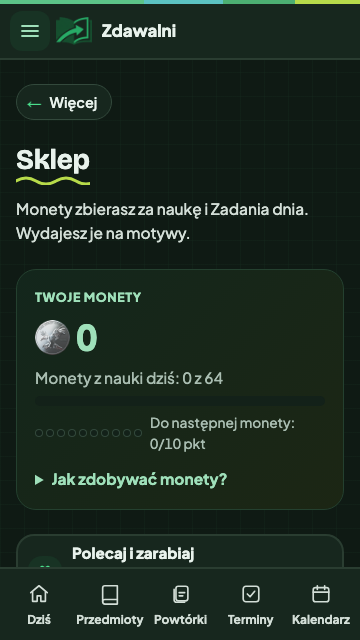 Zdawalni
← Więcej
Sklep
Monety zbierasz za naukę i Zadania dnia.
Wydajesz je na motywy.
TWOJE MONETY
0
Monety z nauki dziś: 0 z 64
Do następnej monety:
0/10 pkt
▶ Jak zdobywać monety?
Polecaj i zarabiaj
Dziś Przedmioty Powtórki Terminy Kalendarz